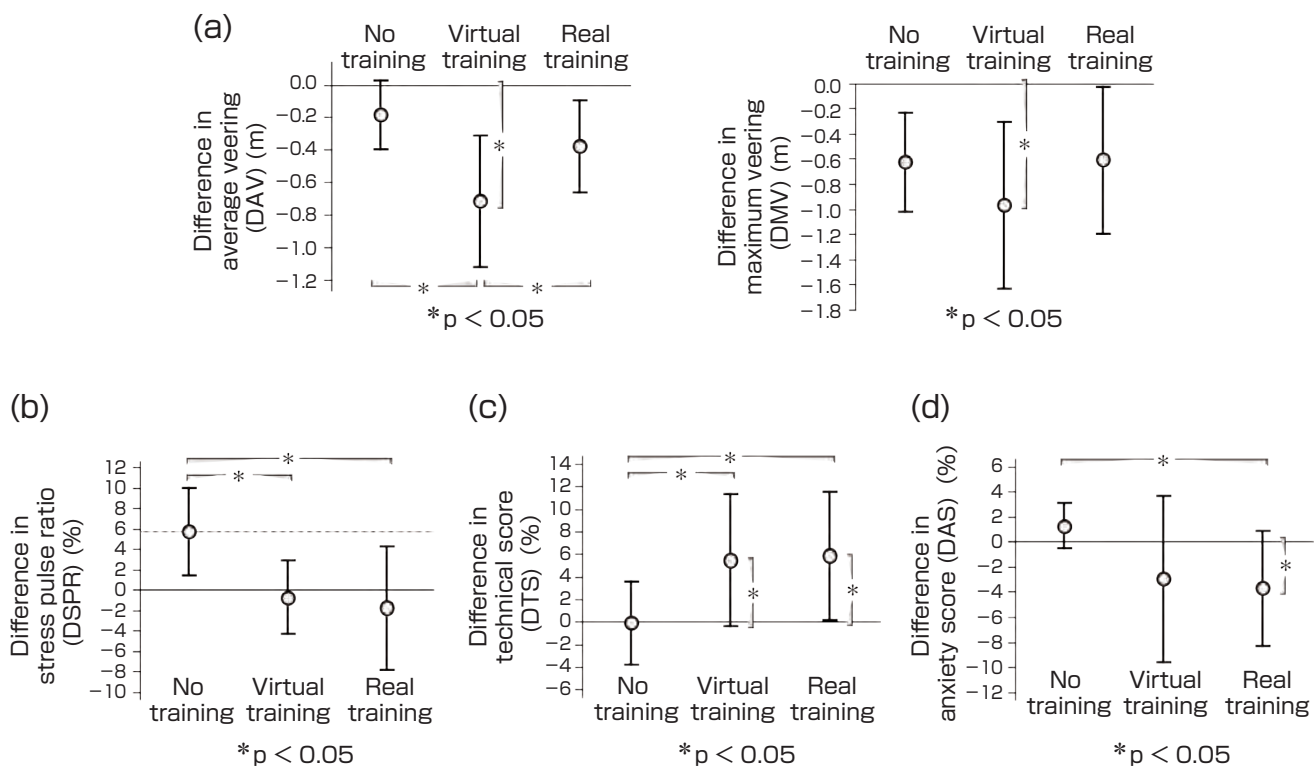 (a)
No training
Virtual training
Real training
Difference in
average veering
(DAV) (m)
0.0
−0.2
−0.4
−0.6
−0.8
−1.0
−1.2
*
* *
*p < 0.05
No training
Virtual training
Real training
Difference in
maximum veering
(DMV) (m)
0.0
−0.2
−0.4
−0.6
−0.8
−1.0
−1.2
−1.4
−1.6
−1.8
*
*p < 0.05
(b)
Difference in
stress pulse ratio
(DSPR) (%)
12
10
8
6
4
2
0
−2
−4
−6
−8
−10
*
*
No training
Virtual training
Real training
*p < 0.05
(c)
Difference in
technical score
(DTS) (%)
14
12
10
8
6
4
2
0
−2
−4
−6
*
*
* *
No training
Virtual training
Real training
*p < 0.05
(d)
Difference in
anxiety score (DAS) (%)
6
4
2
0
−2
−4
−6
−8
−10
−12
*
*
No training
Virtual training
Real training
*p < 0.05